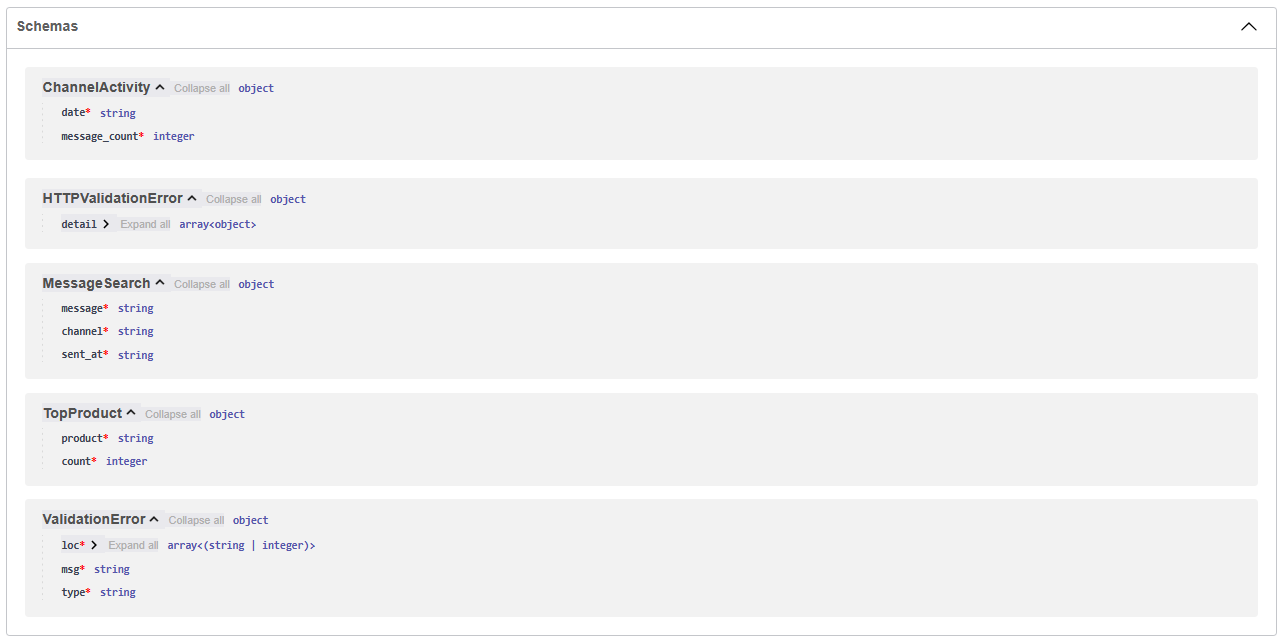 Schemas
ChannelActivity Collapse all object
date* string
message_count* integer
HTTPValidationError Collapse all object
detail Expand all array<object>
MessageSearch Collapse all object
message* string
channel* string
sent_at* string
TopProduct Collapse all object
product* string
count* integer
ValidationError Collapse all object
loc* Expand all array<(string | integer)>
msg* string
type* string